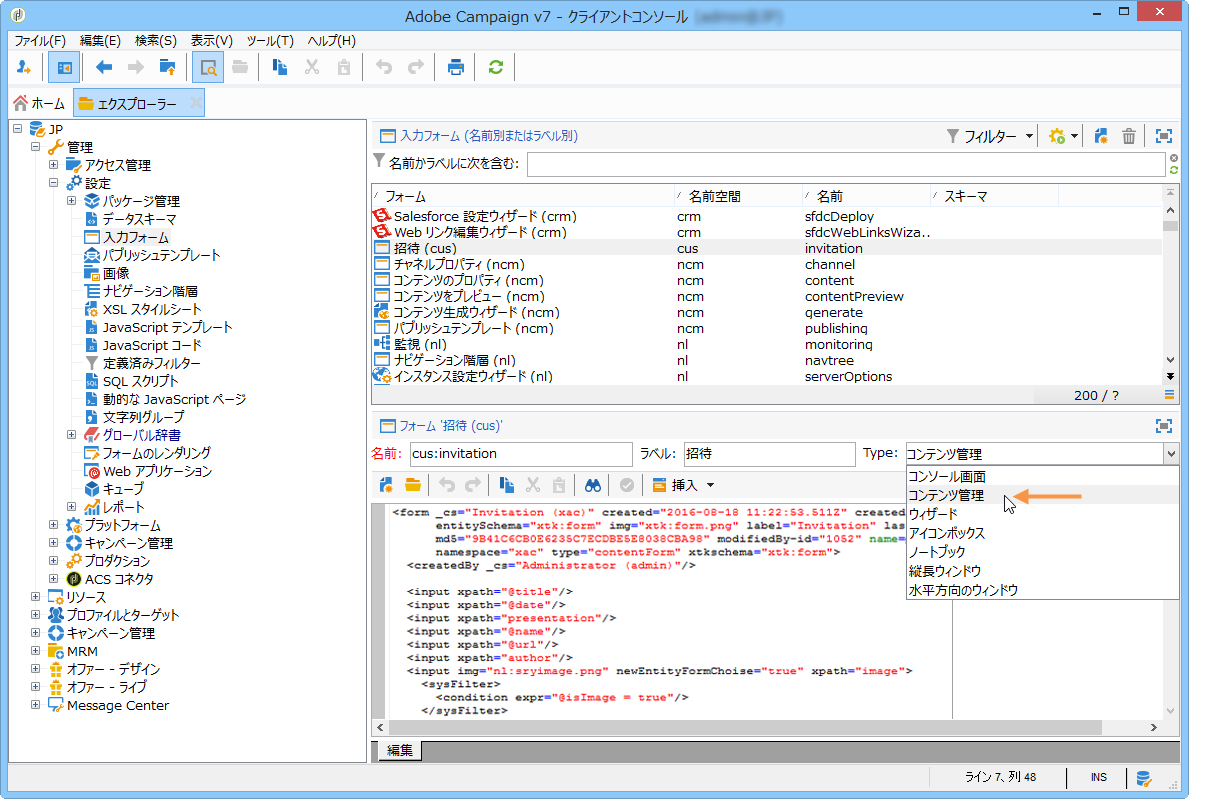 Adobe Campaign v7 - クライアントコンソール
ファイル(F) 編集(E) 検索(S) 表示(V) ツール(T) ヘルプ(H)
ホーム エクスプローラー
JP
管理
アクセス管理
設定
パッケージ管理
データスキーマ
入力フォーム
パブリッシュテンプレート
画像
ナビゲーション階層
XSL スタイルシート
JavaScript テンプレート
JavaScript コード
定義済みフィルター
SQL スクリプト
動的な JavaScript ページ
文字列グループ
グローバル辞書
フォームのレンダリング
Web アプリケーション
キューブ
レポート
プラットフォーム
キャンペーン管理
プロダクション
ACS コネクタ
リソース
プロファイルとターゲット
キャンペーン管理
MRM
オファー - デザイン
オファー - ライブ
Message Center
入力フォーム (名前別またはラベル別) フィルター
名前かラベルに次を含む:
フォーム 名前空間 名前 スキーマ
Salesforce 設定ウィザード (crm) crm sfdcDeploy
Web リンク編集ウィザード (crm) crm sfdcWebLinksWiza..
招待 (cus) cus invitation
チャネルプロパティ (ncm) ncm channel
コンテンツのプロパティ (ncm) ncm content
コンテンツをプレビュー (ncm) ncm contentPreview
コンテンツ生成ウィザード (ncm) ncm generate
パブリッシュテンプレート (ncm) ncm publishing
監視 (nl) nl monitoring
ナビゲーション階層 (nl) nl navtree
インスタンス設定ウィザード (nl) nl serverOptions
200 / ?
フォーム '招待 (cus)'
名前: cus:invitation ラベル: 招待 Type: コンテンツ管理
挿入
コンソール画面
コンテンツ管理
ウィザード
アイコンボックス
ノートブック
縦長ウィンドウ
水平方向のウィンドウ
<form _cs="Invitation (xac)" created="2016-08-18 11:22:53.511Z" created
entitySchema="xtk:form" img="xtk:form.png" label="Invitation" las
md5="9B41C6CB0E6235C7ECDBE5E8038CBA98" modifiedBy-id="1052" name=
namespace="xac" type="contentForm" xtkschema="xtk:form">
<createdBy _cs="Administrator (admin)"/>
<input xpath="@title"/>
<input xpath="@date"/>
<input xpath="presentation"/>
<input xpath="@name"/>
<input xpath="@url"/>
<input xpath="author"/>
<input img="nl:sryimage.png" newEntityFormChoise="true" xpath="image">
<sysFilter>
<condition expr="@isImage = true"/>
</sysFilter>
編集
ライン 7、列 48 INS